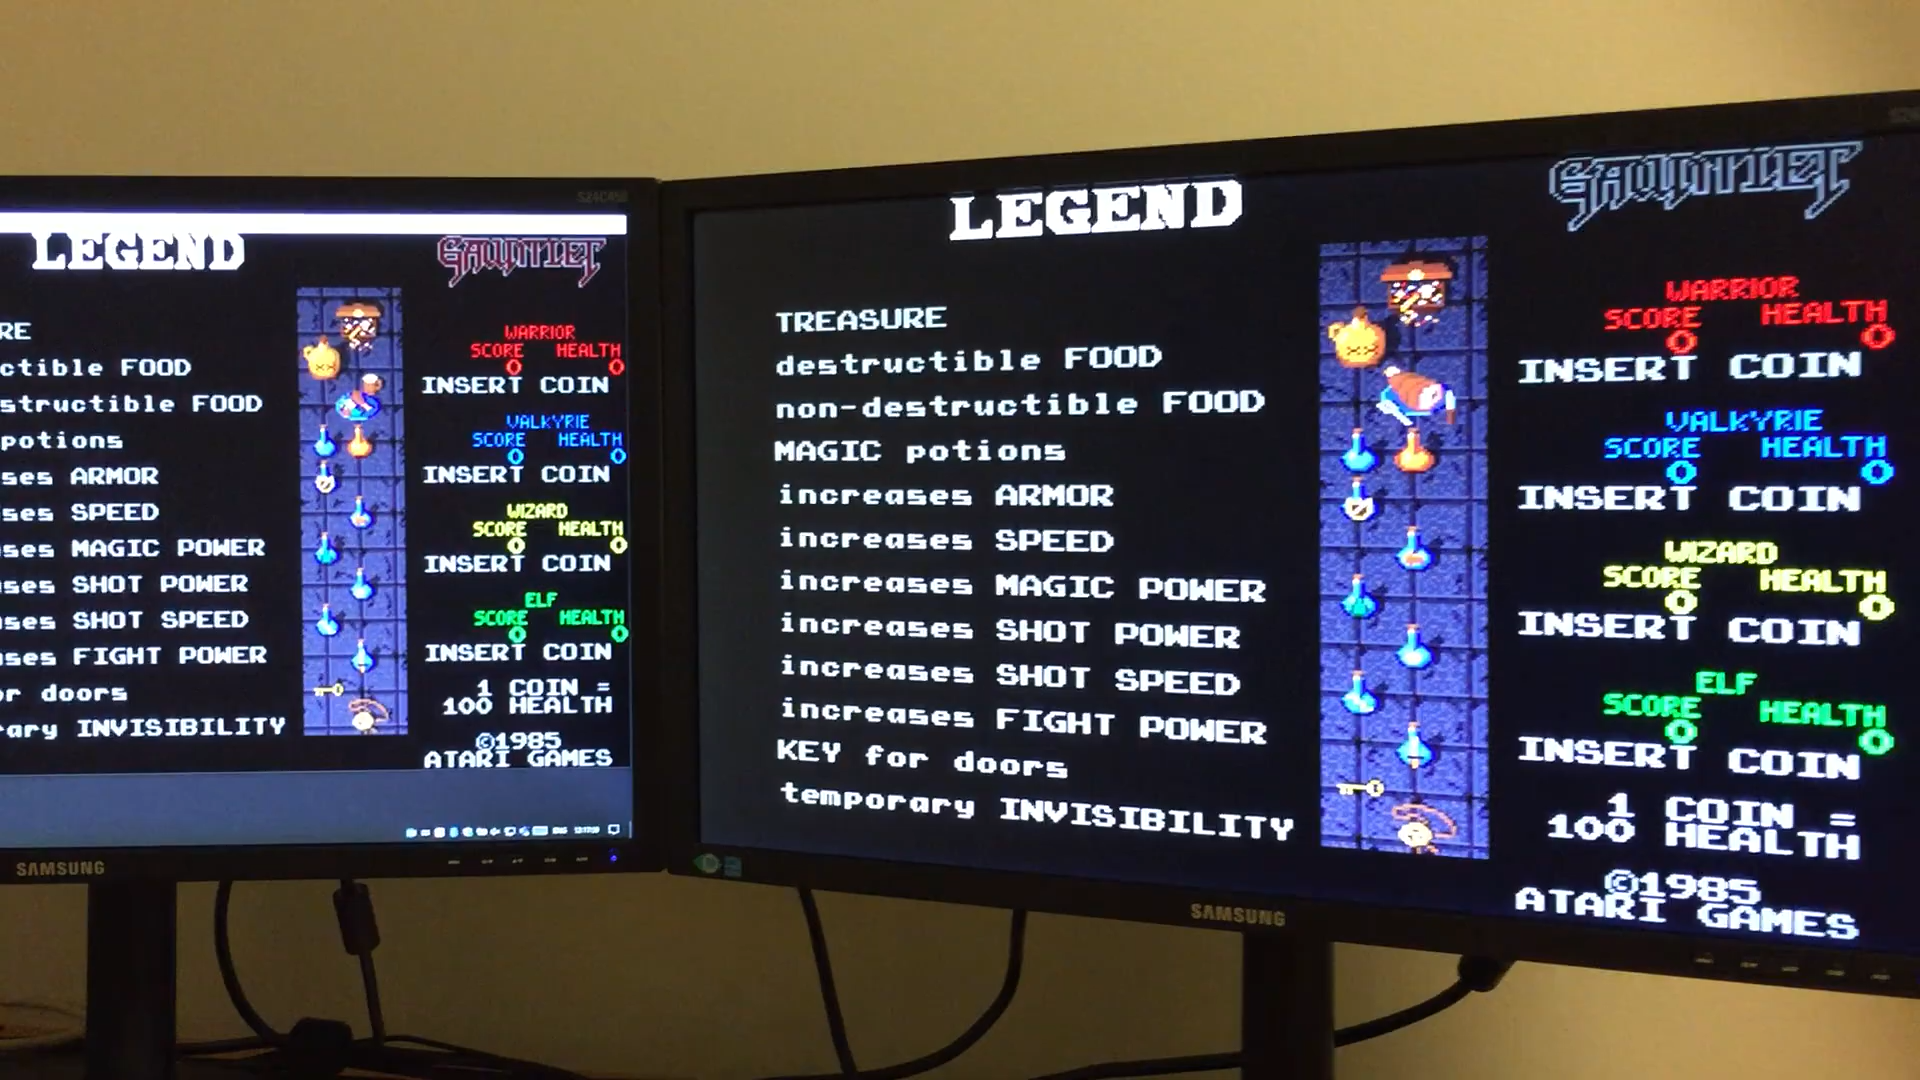 S24C450
LEGEND
GAUNTLET
RE
ctible FOOD
structible FOOD
potions
ses ARMOR
ses SPEED
ases MAGIC POWER
ses SHOT POWER
ses SHOT SPEED
ases FIGHT POWER
or doors
ary INVISIBILITY
WARRIOR
SCORE HEALTH
0 0
INSERT COIN
VALKYRIE
SCORE HEALTH
0 0
INSERT COIN
WIZARD
SCORE HEALTH
0 0
INSERT COIN
ELF
SCORE HEALTH
0 0
INSERT COIN
1 COIN =
100 HEALTH
©1985
ATARI GAMES
SAMSUNG
LEGEND
GAUNTLET
TREASURE
destructible FOOD
non-destructible FOOD
MAGIC potions
increases ARMOR
increases SPEED
increases MAGIC POWER
increases SHOT POWER
increases SHOT SPEED
increases FIGHT POWER
KEY for doors
temporary INVISIBILITY
WARRIOR
SCORE HEALTH
0 0
INSERT COIN
VALKYRIE
SCORE HEALTH
0 0
INSERT COIN
WIZARD
SCORE HEALTH
0 0
INSERT COIN
ELF
SCORE HEALTH
0 0
INSERT COIN
1 COIN =
100 HEALTH
©1985
ATARI GAMES
SAMSUNG